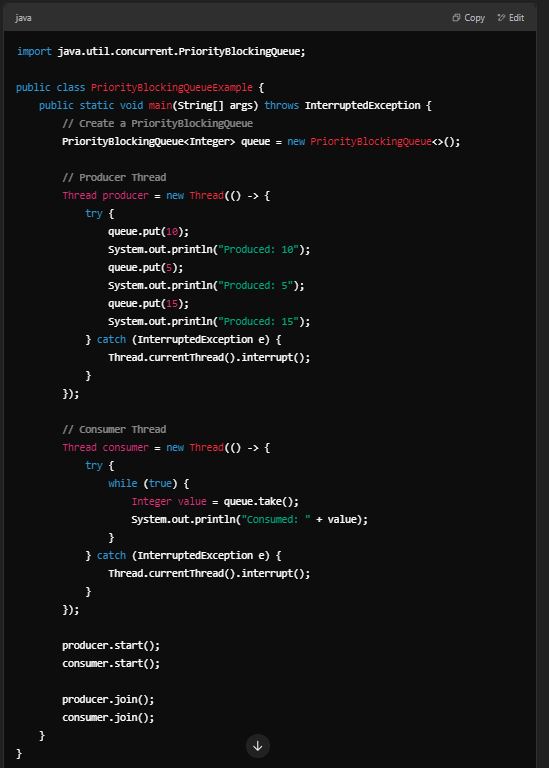 java
Copy
Edit
import java.util.concurrent.PriorityBlockingQueue;
public class PriorityBlockingQueueExample {
    public static void main(String[] args) throws InterruptedException {
        // Create a PriorityBlockingQueue
        PriorityBlockingQueue<Integer> queue = new PriorityBlockingQueue<>();

        // Producer Thread
        Thread producer = new Thread(() -> {
            try {
                queue.put(10);
                System.out.println("Produced: 10");
                queue.put(5);
                System.out.println("Produced: 5");
                queue.put(15);
                System.out.println("Produced: 15");
            } catch (InterruptedException e) {
                Thread.currentThread().interrupt();
            }
        });

        // Consumer Thread
        Thread consumer = new Thread(() -> {
            try {
                while (true) {
                    Integer value = queue.take();
                    System.out.println("Consumed: " + value);
                }
            } catch (InterruptedException e) {
                Thread.currentThread().interrupt();
            }
        });

        producer.start();
        consumer.start();

        producer.join();
        consumer.join();
    }
}